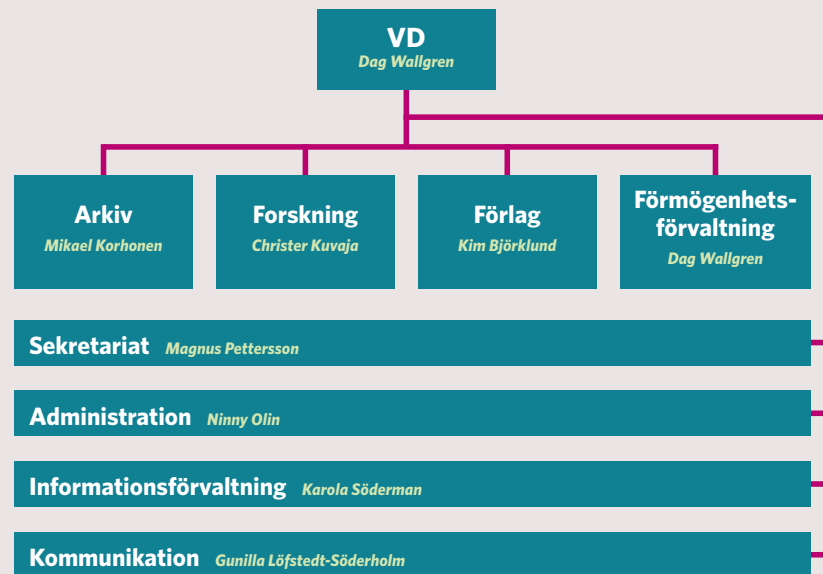 VD
Dag Wallgren
Arkiv
Mikael Korhonen
Forskning
Christer Kuvaja
Förlag
Kim Björklund
Förmögenhets-
förvaltning
Dag Wallgren
Sekretariat Magnus Pettersson
Administration Ninny Olin
Informationsförvaltning Karola Söderman
Kommunikation Gunilla Löfstedt-Söderholm